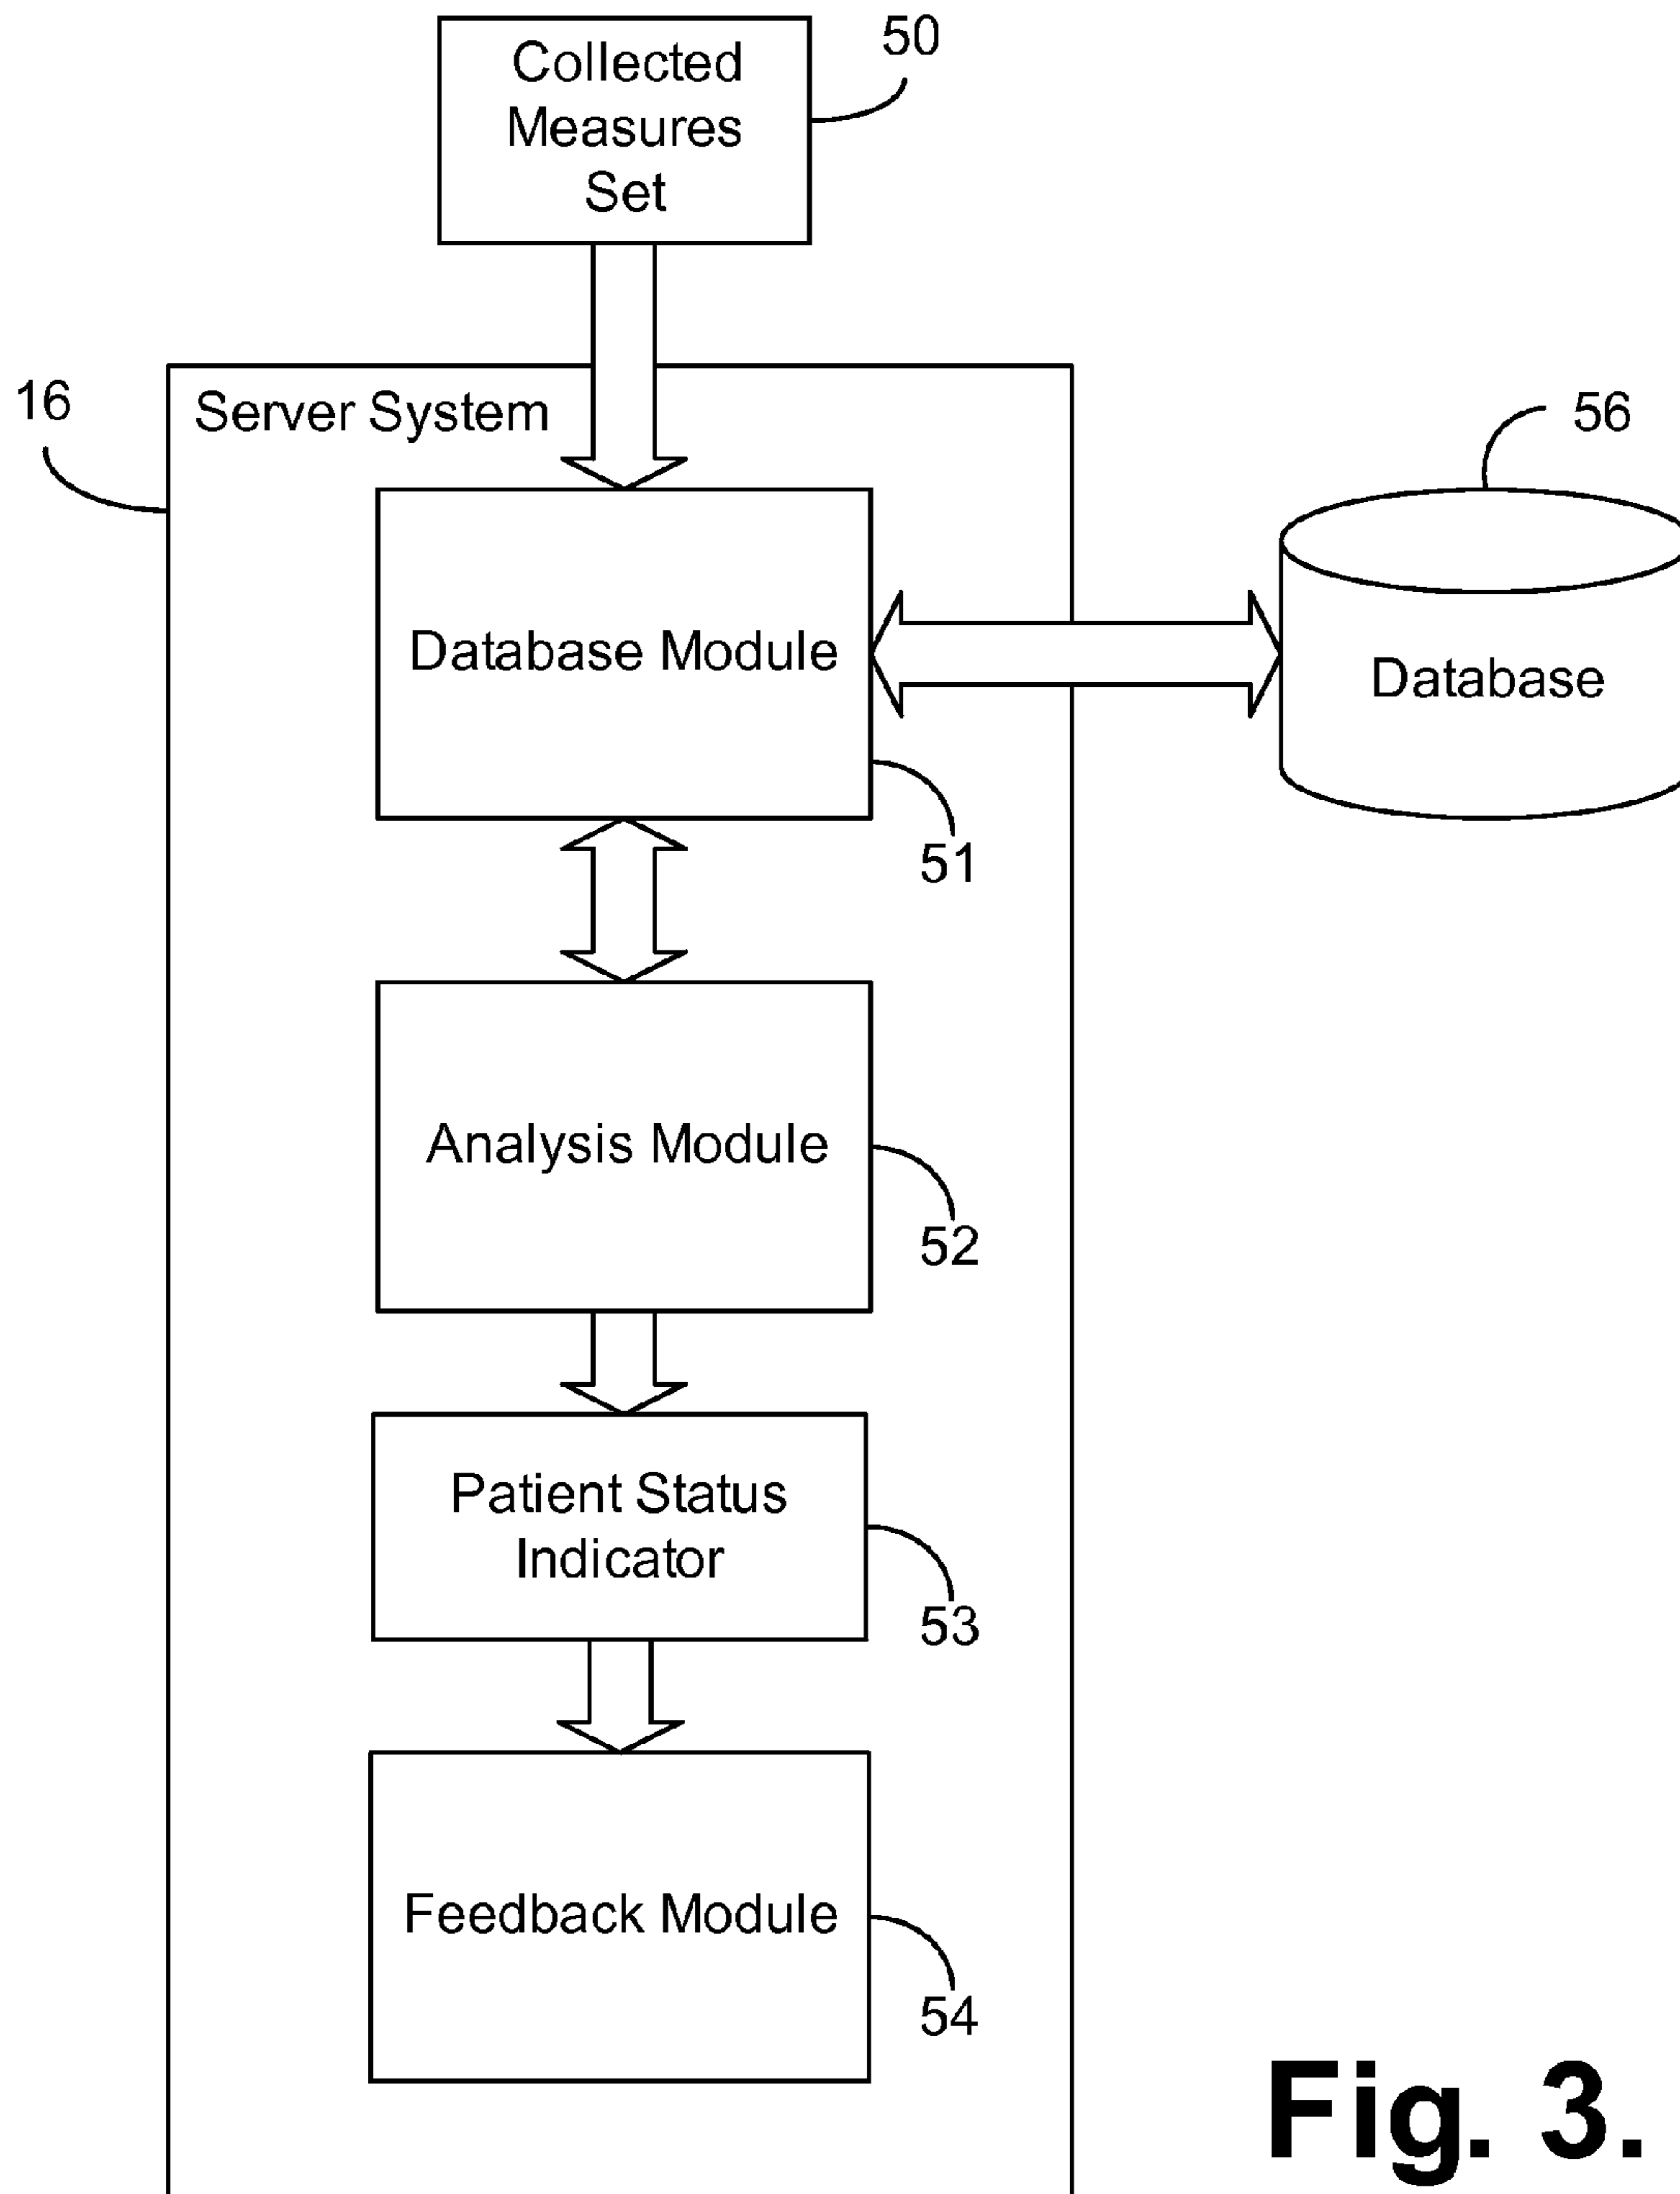 Collected
Measures
Set
50
16
Server System
56
Database Module
Database
51
Analysis Module
52
Patient Status
Indicator
53
Feedback Module
54
Fig. 3.